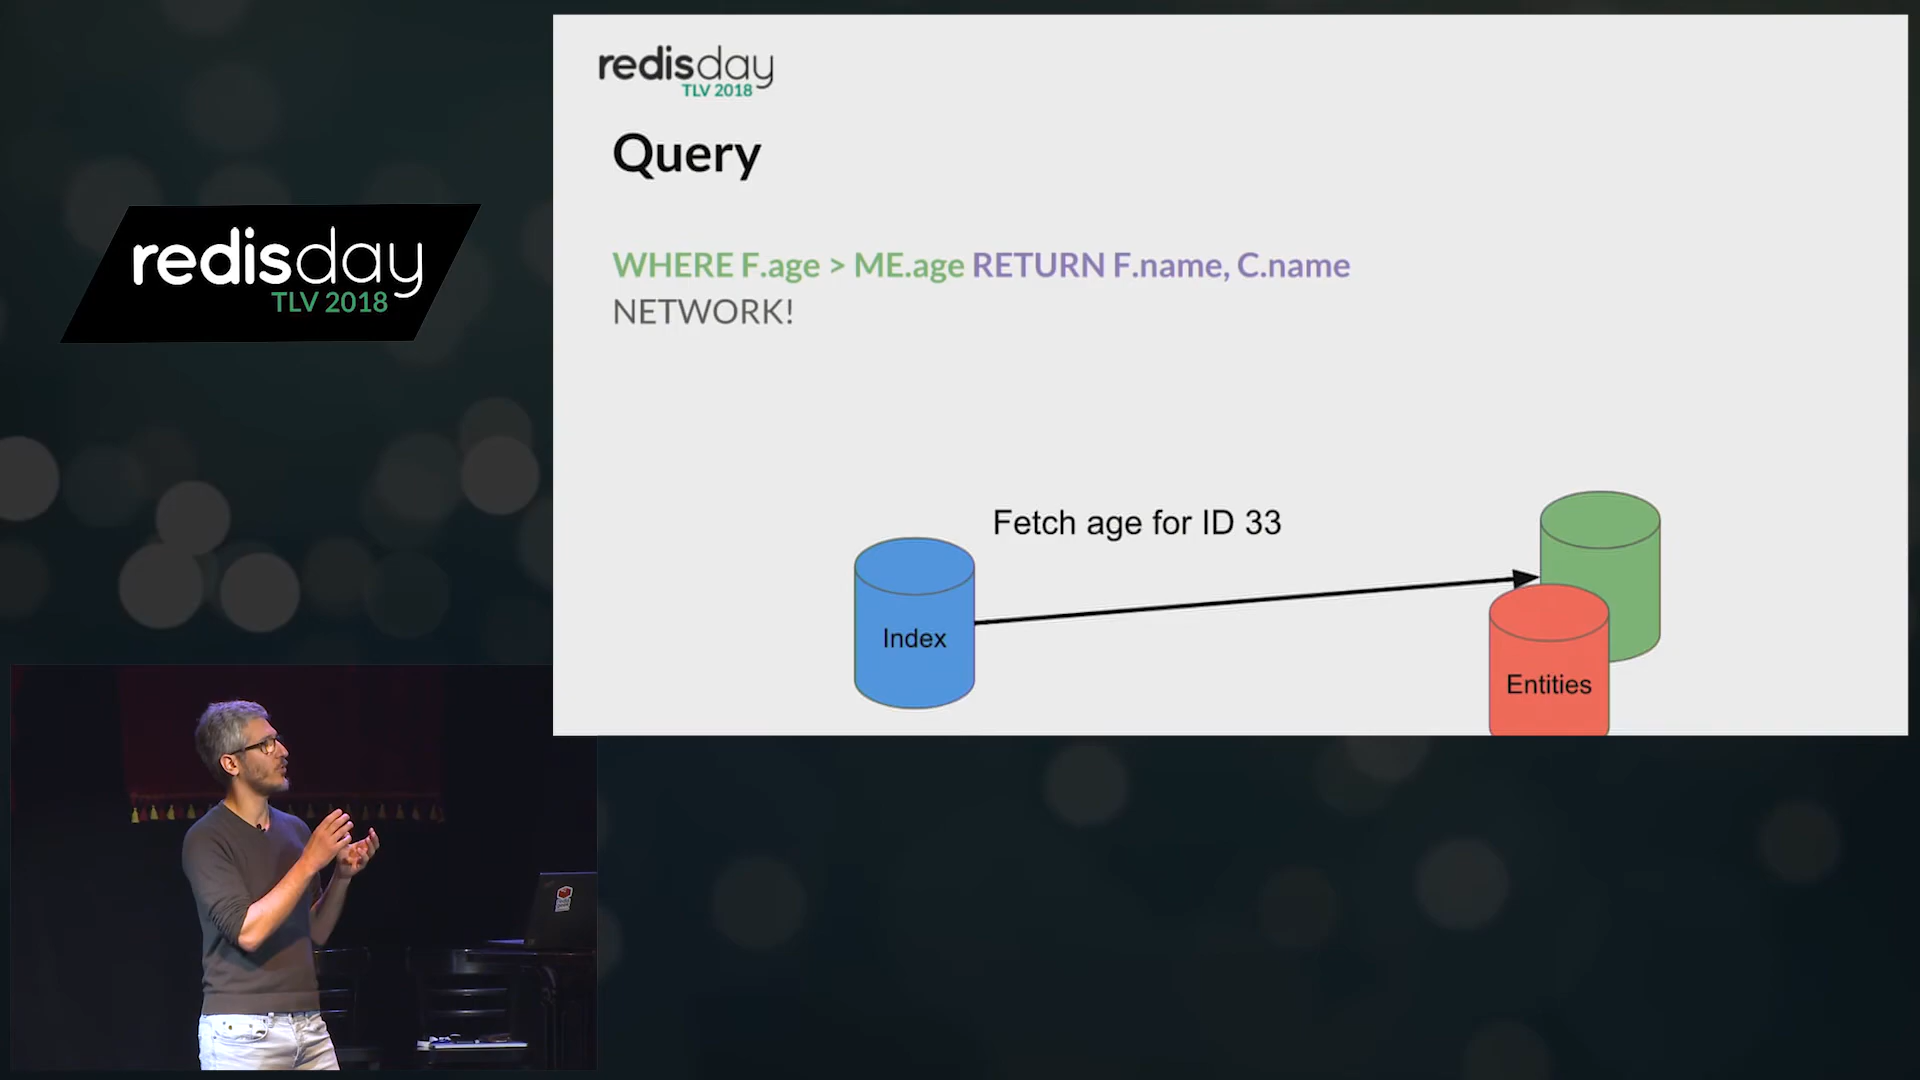 redisday
TLV 2018
redisday
TLV 2018
Query
WHERE F.age > ME.age RETURN F.name, C.name
NETWORK!
Fetch age for ID 33
Index
Entities